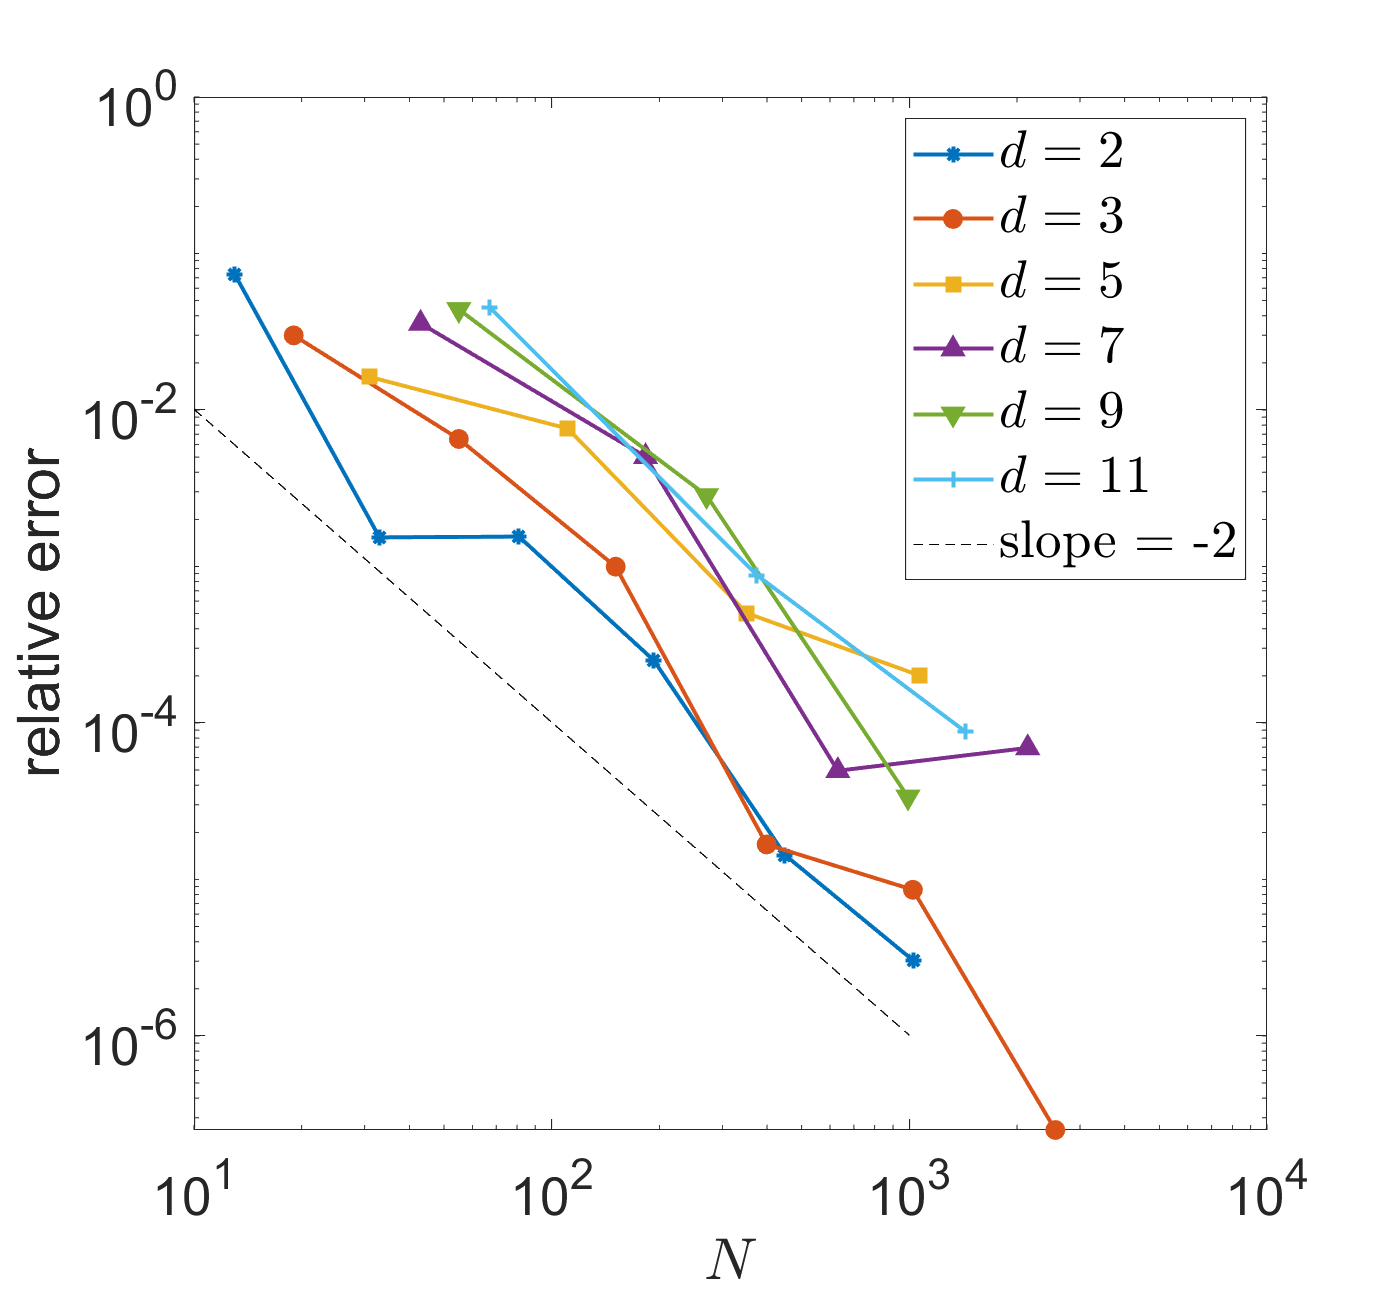 10^0
10^-2
10^-4
10^-6
relative error
d = 2
d = 3
d = 5
d = 7
d = 9
d = 11
slope = -2
10^1 10^2 10^3 10^4
N